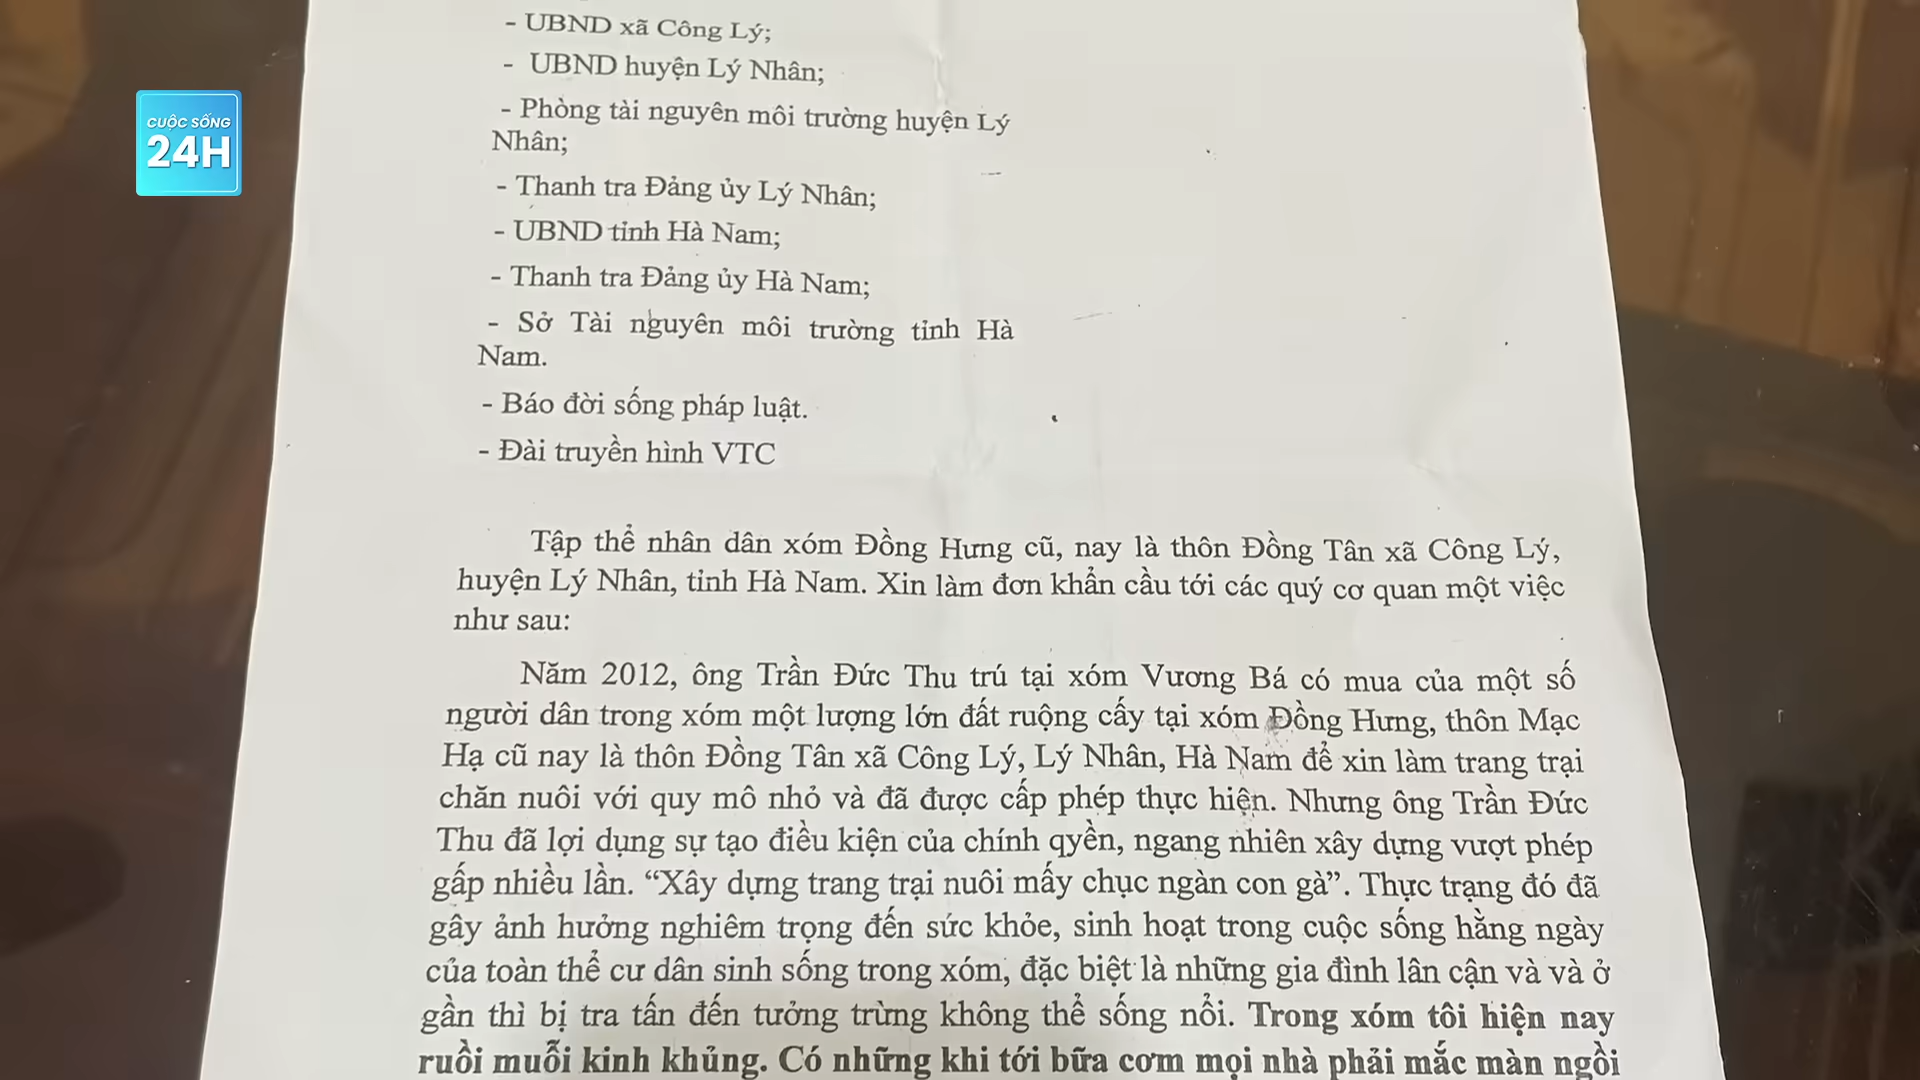 - UBND xã Công Lý;
- UBND huyện Lý Nhân;
- Phòng tài nguyên môi trường huyện Lý
Nhân;
- Thanh tra Đảng ủy Lý Nhân;
- UBND tỉnh Hà Nam;
- Thanh tra Đảng ủy Hà Nam;
- Sở Tài nguyên môi trường tỉnh Hà
Nam.
- Báo đời sống pháp luật.
- Đài truyền hình VTC
CUỘC SỐNG
24H
Tập thể nhân dân xóm Đồng Hưng cũ, nay là thôn Đồng Tân xã Công Lý,
huyện Lý Nhân, tỉnh Hà Nam. Xin làm đơn khẩn cầu tới các quý cơ quan một việc
như sau:
Năm 2012, ông Trần Đức Thu trú tại xóm Vương Bá có mua của một số
người dân trong xóm một lượng lớn đất ruộng cấy tại xóm Đồng Hưng, thôn Mạc
Hạ cũ nay là thôn Đồng Tân xã Công Lý, Lý Nhân, Hà Nam để xin làm trang trại
chăn nuôi với quy mô nhỏ và đã được cấp phép thực hiện. Nhưng ông Trần Đức
Thu đã lợi dụng sự tạo điều kiện của chính qyền, ngang nhiên xây dựng vượt phép
gấp nhiều lần. “Xây dựng trang trại nuôi mấy chục ngàn con gà”. Thực trạng đó đã
gây ảnh hưởng nghiêm trọng đến sức khỏe, sinh hoạt trong cuộc sống hằng ngày
của toàn thể cư dân sinh sống trong xóm, đặc biệt là những gia đình lân cận và và ở
gần thì bị tra tấn đến tưởng trừng không thể sống nổi. Trong xóm tôi hiện nay
ruồi muỗi kinh khủng. Có những khi tới bữa cơm mọi nhà phải mắc màn ngồi